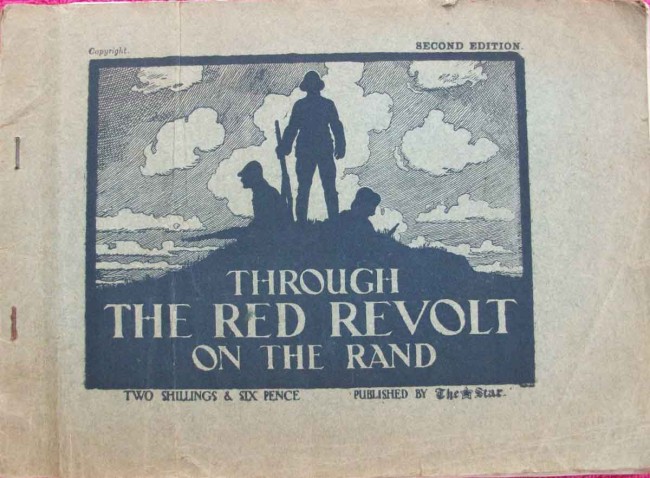 Copyright.
SECOND EDITION.
THROUGH
THE RED REVOLT
ON THE RAND
TWO SHILLINGS & SIX PENCE
PUBLISHED BY The Star.